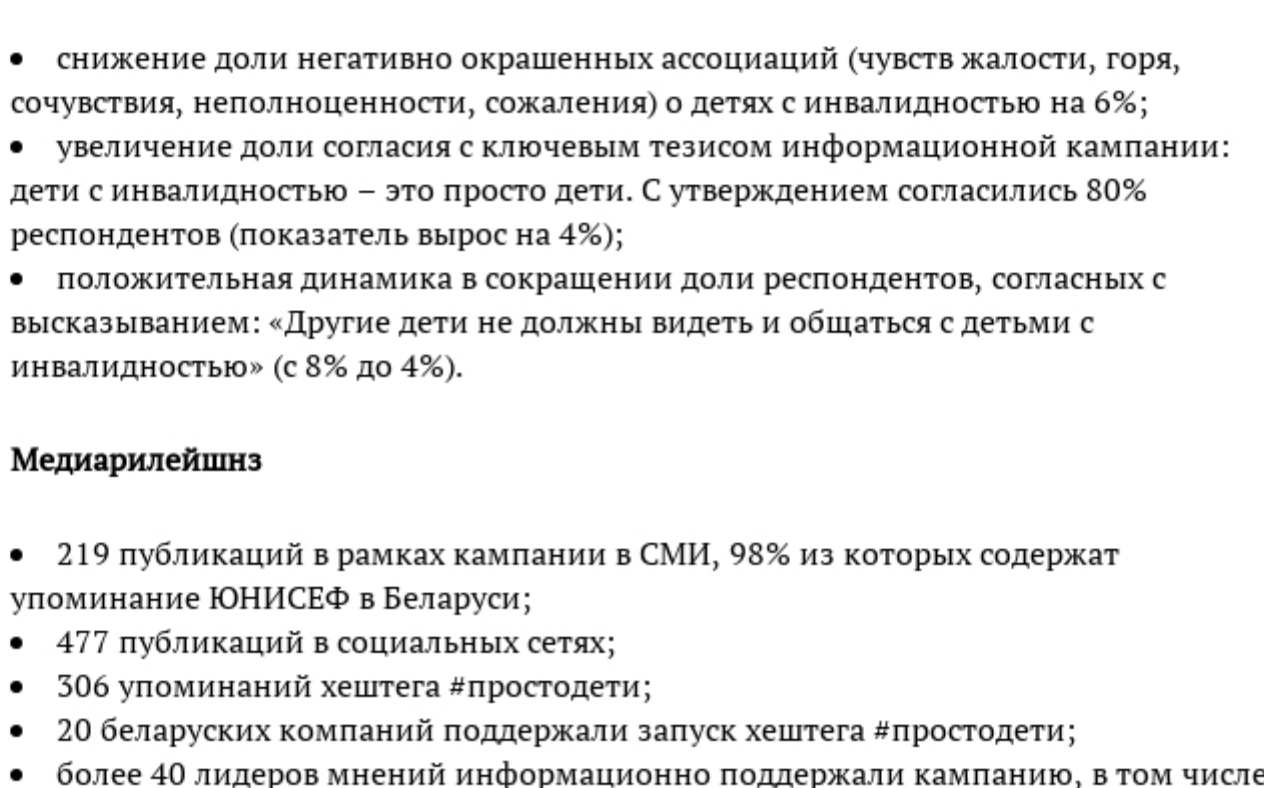 • снижение доли негативно окрашенных ассоциаций (чувств жалости, горя,
сочувствия, неполноценности, сожаления) о детях с инвалидностью на 6%;
• увеличение доли согласия с ключевым тезисом информационной кампании:
дети с инвалидностью – это просто дети. С утверждением согласились 80%
респондентов (показатель вырос на 4%);
• положительная динамика в сокращении доли респондентов, согласных с
высказыванием: «Другие дети не должны видеть и общаться с детьми с
инвалидностью» (с 8% до 4%).
Медиарилейшнз
• 219 публикаций в рамках кампании в СМИ, 98% из которых содержат
упоминание ЮНИСЕФ в Беларуси;
• 477 публикаций в социальных сетях;
• 306 упоминаний хештега #простодети;
• 20 беларуских компаний поддержали запуск хештега #простодети;
• более 40 лидеров мнений информационно поддержали кампанию, в том числе